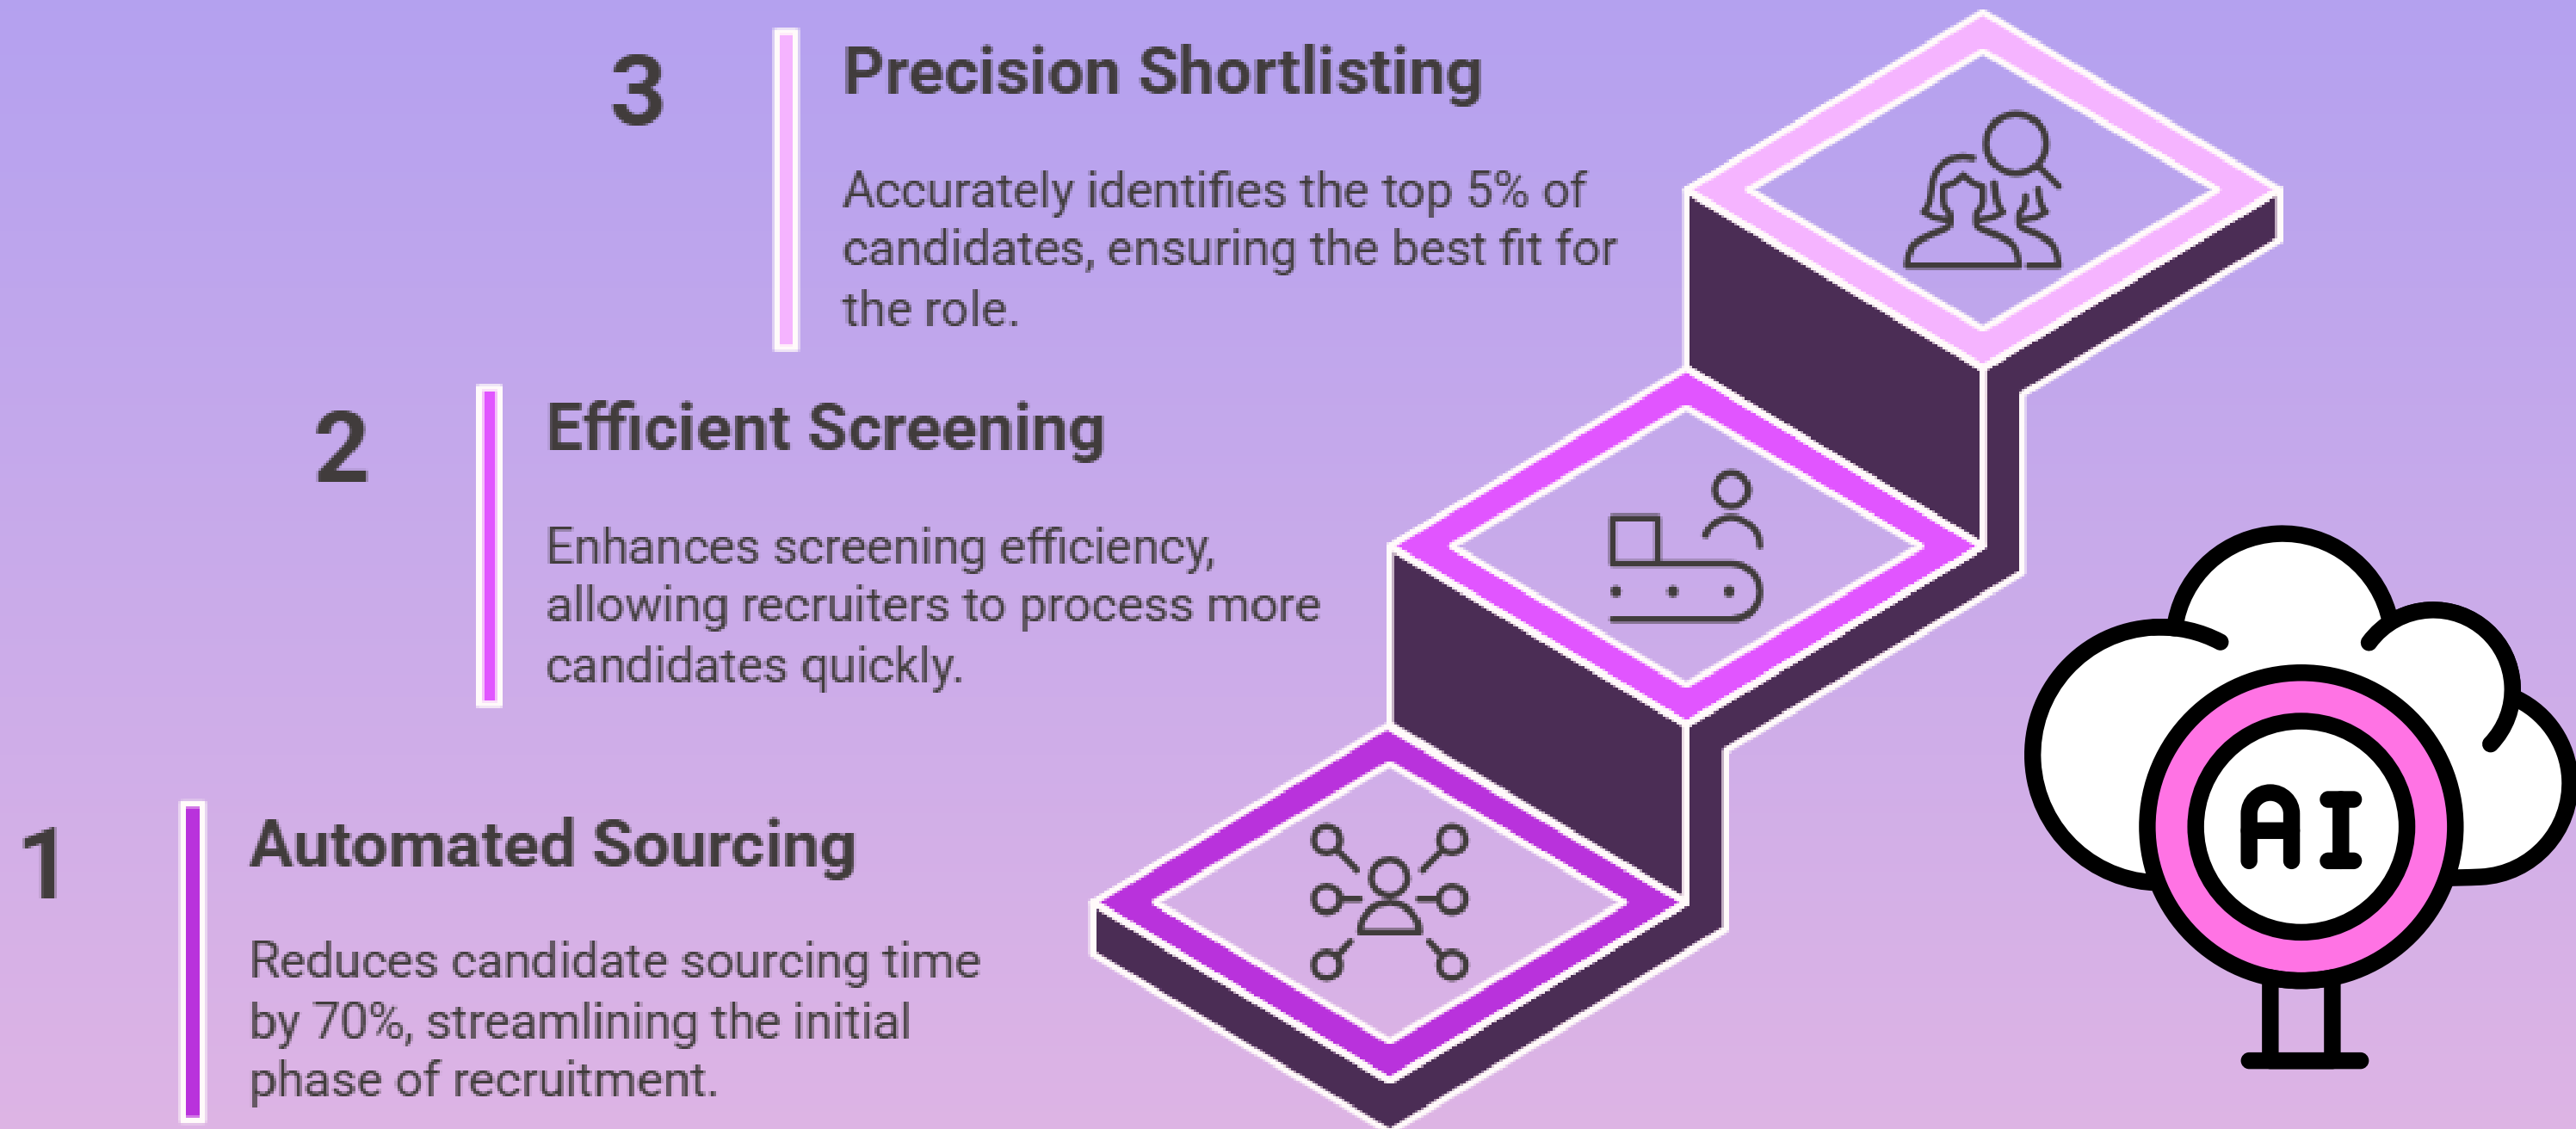 3
Precision Shortlisting
Accurately identifies the top 5% of
candidates, ensuring the best fit for
the role.
2
Efficient Screening
Enhances screening efficiency,
allowing recruiters to process more
candidates quickly.
1
Automated Sourcing
Reduces candidate sourcing time
by 70%, streamlining the initial
phase of recruitment.
AI